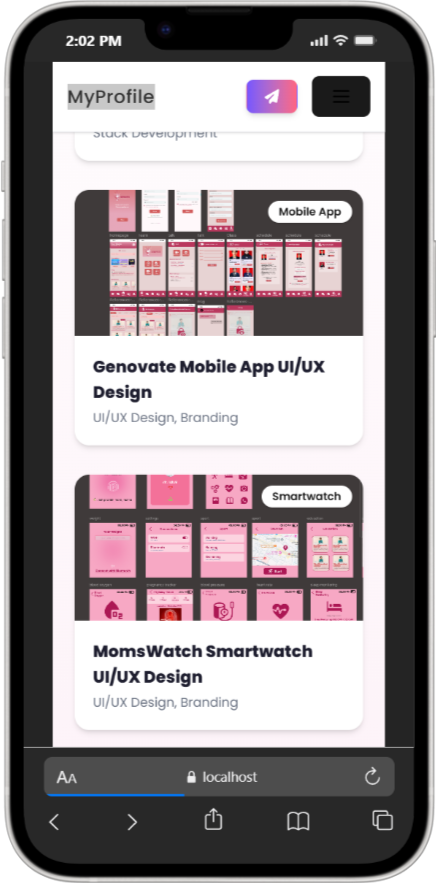 2:02 PM
MyProfile
Stack Development
Mobile App
Genovate Mobile App UI/UX
Design
UI/UX Design, Branding
Smartwatch
MomsWatch Smartwatch
UI/UX Design
UI/UX Design, Branding
AA
localhost